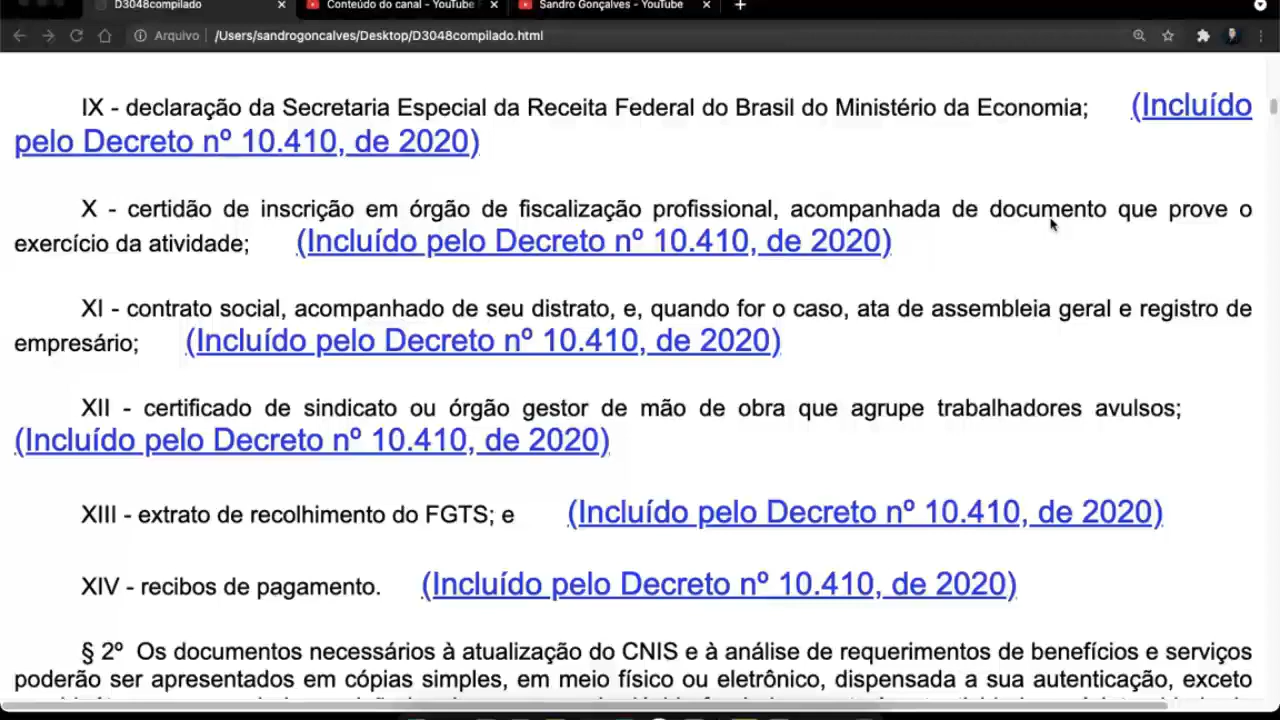 D3048compilado
Conteúdo do canal - YouTube
Sandro Gonçalves - YouTube
Arquivo
/Users/sandrogoncalves/Desktop/D3048compilado.html
IX - declaração da Secretaria Especial da Receita Federal do Brasil do Ministério da Economia; (Incluído
pelo Decreto nº 10.410, de 2020)
X - certidão de inscrição em órgão de fiscalização profissional, acompanhada de documento que prove o
exercício da atividade; (Incluído pelo Decreto nº 10.410, de 2020)
XI - contrato social, acompanhado de seu distrato, e, quando for o caso, ata de assembleia geral e registro de
empresário; (Incluído pelo Decreto nº 10.410, de 2020)
XII - certificado de sindicato ou órgão gestor de mão de obra que agrupe trabalhadores avulsos;
(Incluído pelo Decreto nº 10.410, de 2020)
XIII - extrato de recolhimento do FGTS; e (Incluído pelo Decreto nº 10.410, de 2020)
XIV - recibos de pagamento. (Incluído pelo Decreto nº 10.410, de 2020)
§ 2º Os documentos necessários à atualização do CNIS e à análise de requerimentos de benefícios e serviços
poderão ser apresentados em cópias simples, em meio físico ou eletrônico, dispensada a sua autenticação, exceto